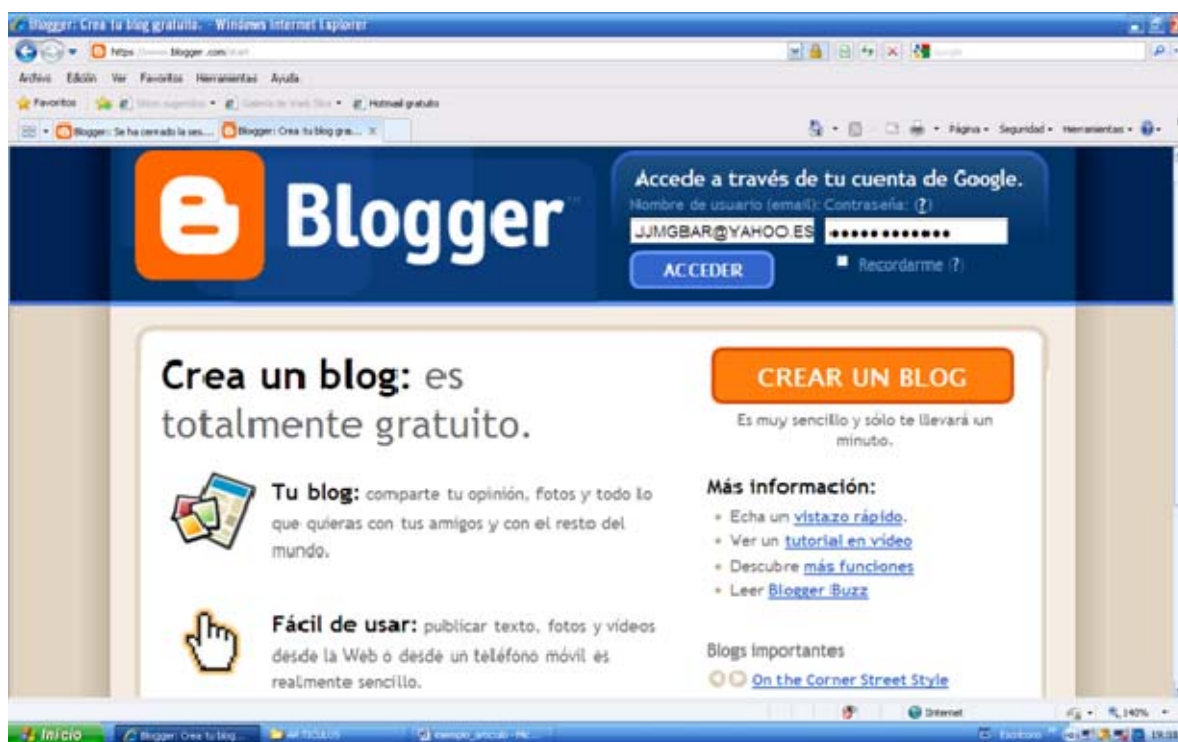 Blogger: Crea tu blog gratuito. - Windows Internet Explorer
https blogger .com
Archivo Edición Ver Favoritos Herramientas Ayuda
Favoritos Hotmail gratuito
Blogger: Se ha cerrado la ses... Blogger: Crea tu blog gra... X Página Seguridad Herramientas
Blogger
Accede a través de tu cuenta de Google.
Nombre de usuario (email): Contraseña: (?)
JJMGBAR@YAHOO.ES ●●●●●●●●●●●●
ACCEDER Recordarme (?)
Crea un blog: es
totalmente gratuito.
CREAR UN BLOG
Es muy sencillo y sólo te llevará un
minuto.
Tu blog: comparte tu opinión, fotos y todo lo
que quieras con tus amigos y con el resto del
mundo.
Fácil de usar: publicar texto, fotos y vídeos
desde la Web o desde un teléfono móvil es
realmente sencillo.
Más información:
Echa un vistazo rápido.
Ver un tutorial en vídeo
Descubre más funciones
Leer Blogger Buzz
Blogs importantes
On the Corner Street Style
Internet 140%
Inicio Blogger: Crea tu blog... ARTICULOS Escritorio